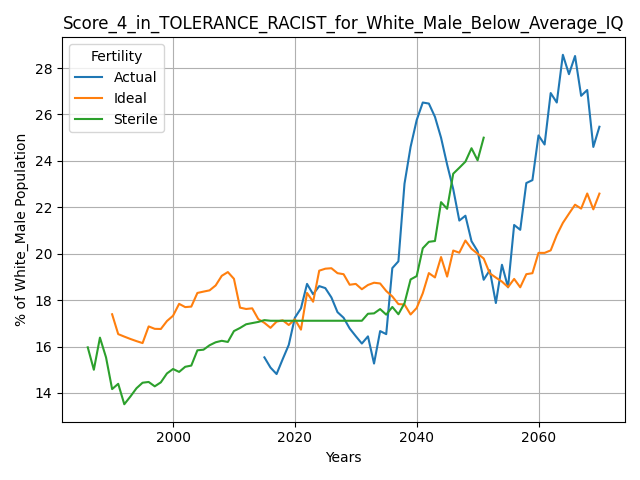 Score_4_in_TOLERANCE_RACIST_for_White_Male_Below_Average_IQ
Fertility
Actual
Ideal
Sterile
% of White_Male Population
28
26
24
22
20
18
16
14
2000 2020 2040 2060
Years